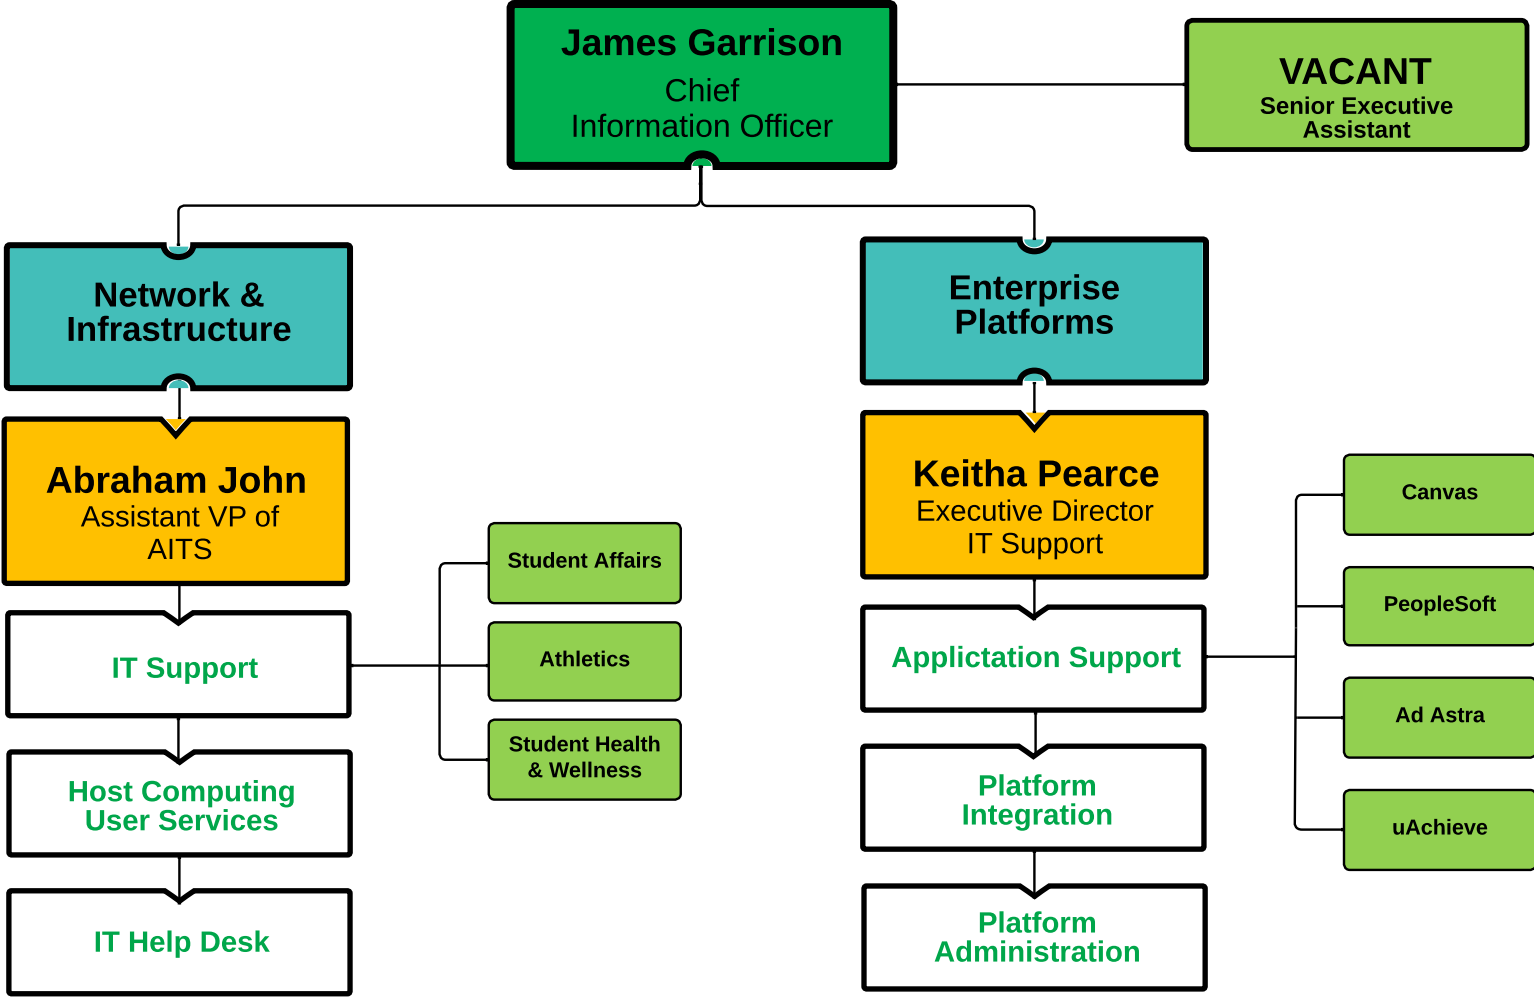 James Garrison
Chief
Information Officer
VACANT
Senior Executive
Assistant
Network &
Infrastructure
Enterprise
Platforms
Abraham John
Assistant VP of
AITS
Keitha Pearce
Executive Director
IT Support
Student Affairs
Athletics
Student Health
& Wellness
Canvas
PeopleSoft
Ad Astra
uAchieve
IT Support
Applictation Support
Host Computing
User Services
Platform
Integration
IT Help Desk
Platform
Administration